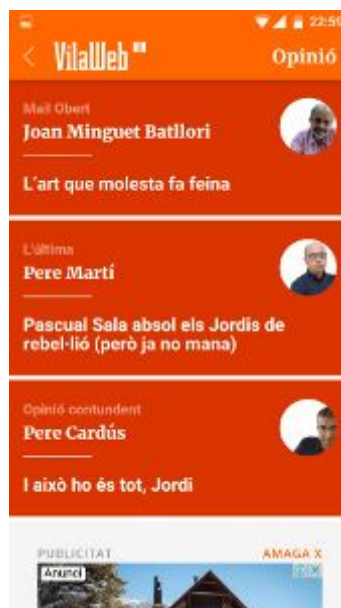 22:59
VilaWeb
Opinió
Mail Obert
Joan Minguet Batllori
L'art que molesta fa feina
L'última
Pere Martí
Pascual Sala absol els Jordis de
rebel·lió (però ja no mana)
Opinió contundent
Pere Cardús
I això ho és tot, Jordi
PUBLICITAT
AMAGA X
Anunci